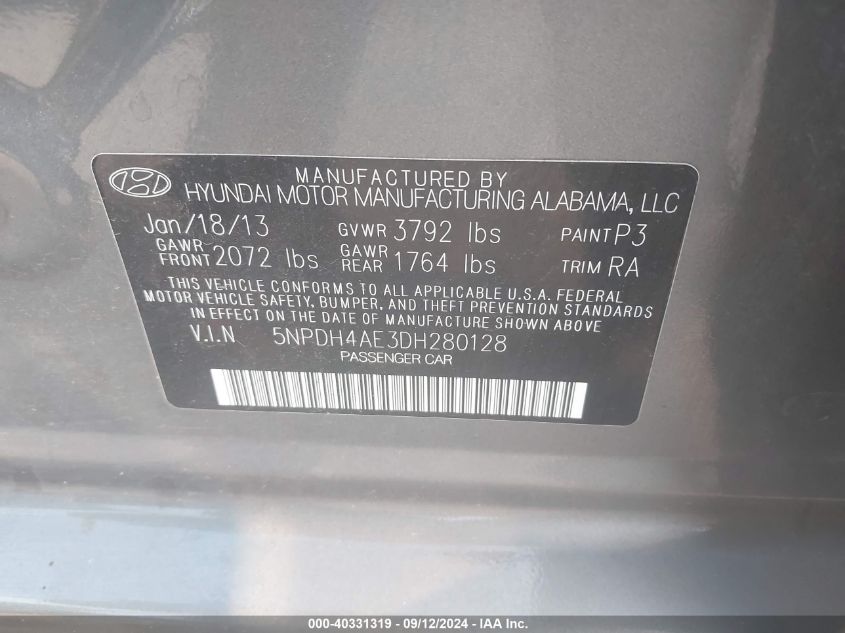 MANUFACTURED BY
HYUNDAI MOTOR MANUFACTURING ALABAMA, LLC
Jan/18/13 GVWR 3792 lbs PAINT P3
GAWR FRONT 2072 lbs GAWR REAR 1764 lbs TRIM RA
THIS VEHICLE CONFORMS TO ALL APPLICABLE U.S.A. FEDERAL
MOTOR VEHICLE SAFETY, BUMPER, AND THEFT PREVENTION STANDARDS
IN EFFECT ON THE DATE OF MANUFACTURE SHOWN ABOVE.
V.I.N 5NPDH4AE3DH280128
PASSENGER CAR
000-40331319 - 09/12/2024 - IAA Inc.